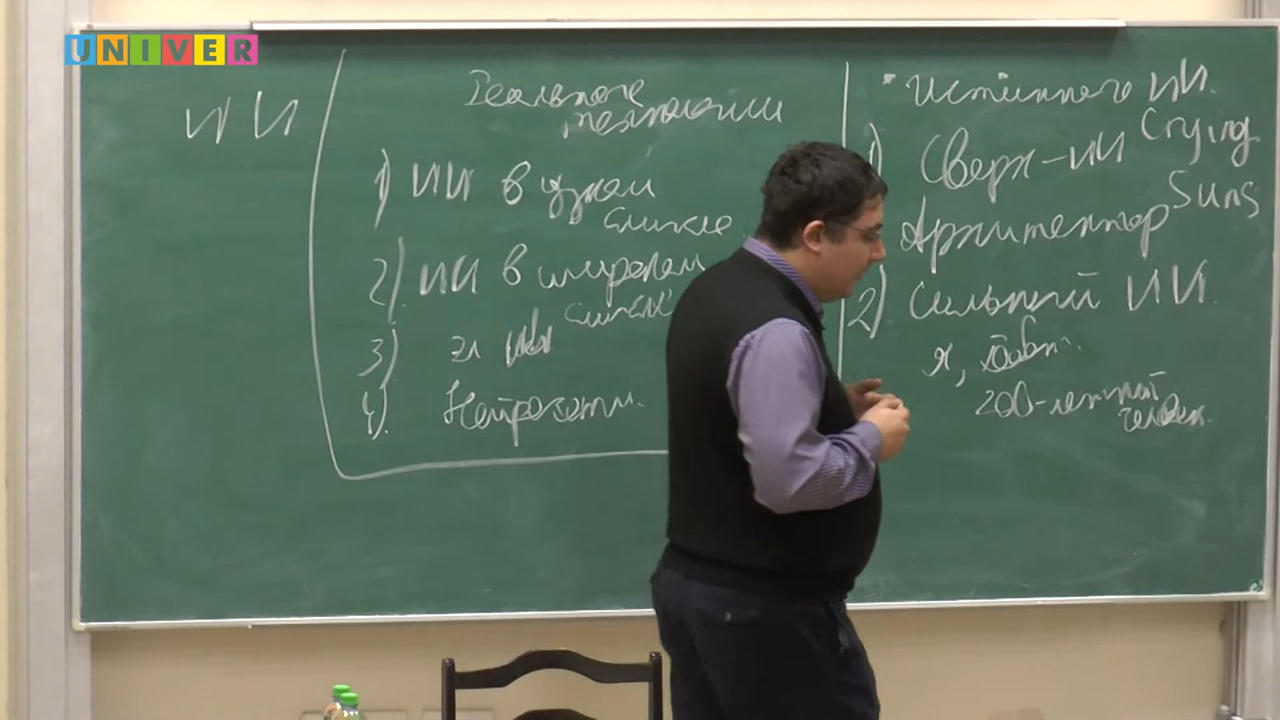 UNIVER
ИИ
Реальные
технологии
1) ИИ в узком
смысле
2) ИИ в широком
смысле
3)
4) Нейросети.
"Истинного ИИ.
1) Сверх-ИИ Crying
Архитектор Suns
2) Сильный ИИ.
я, робот.
200-летний
человек.